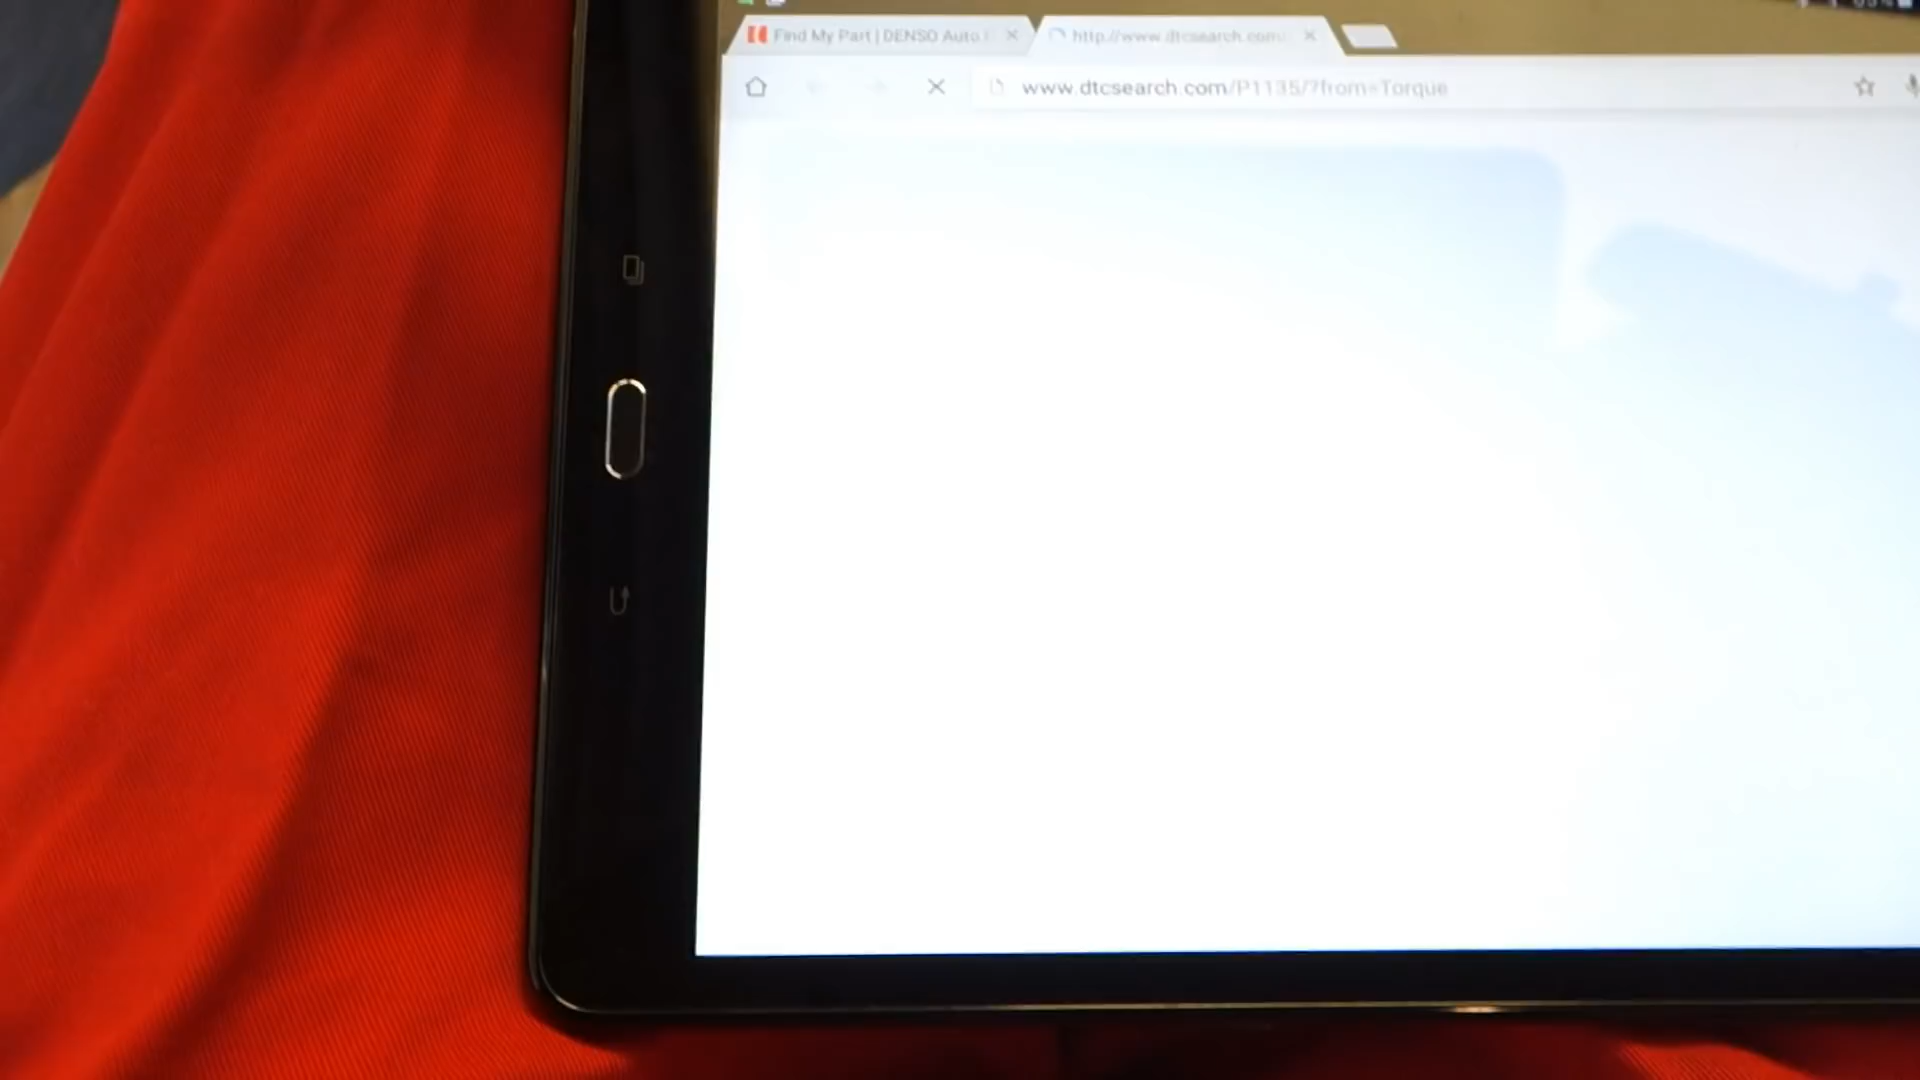 Find My Part | DENSO Auto
http://www.dtcsearch.com/
www.dtcsearch.com/P1135/?from=Torque